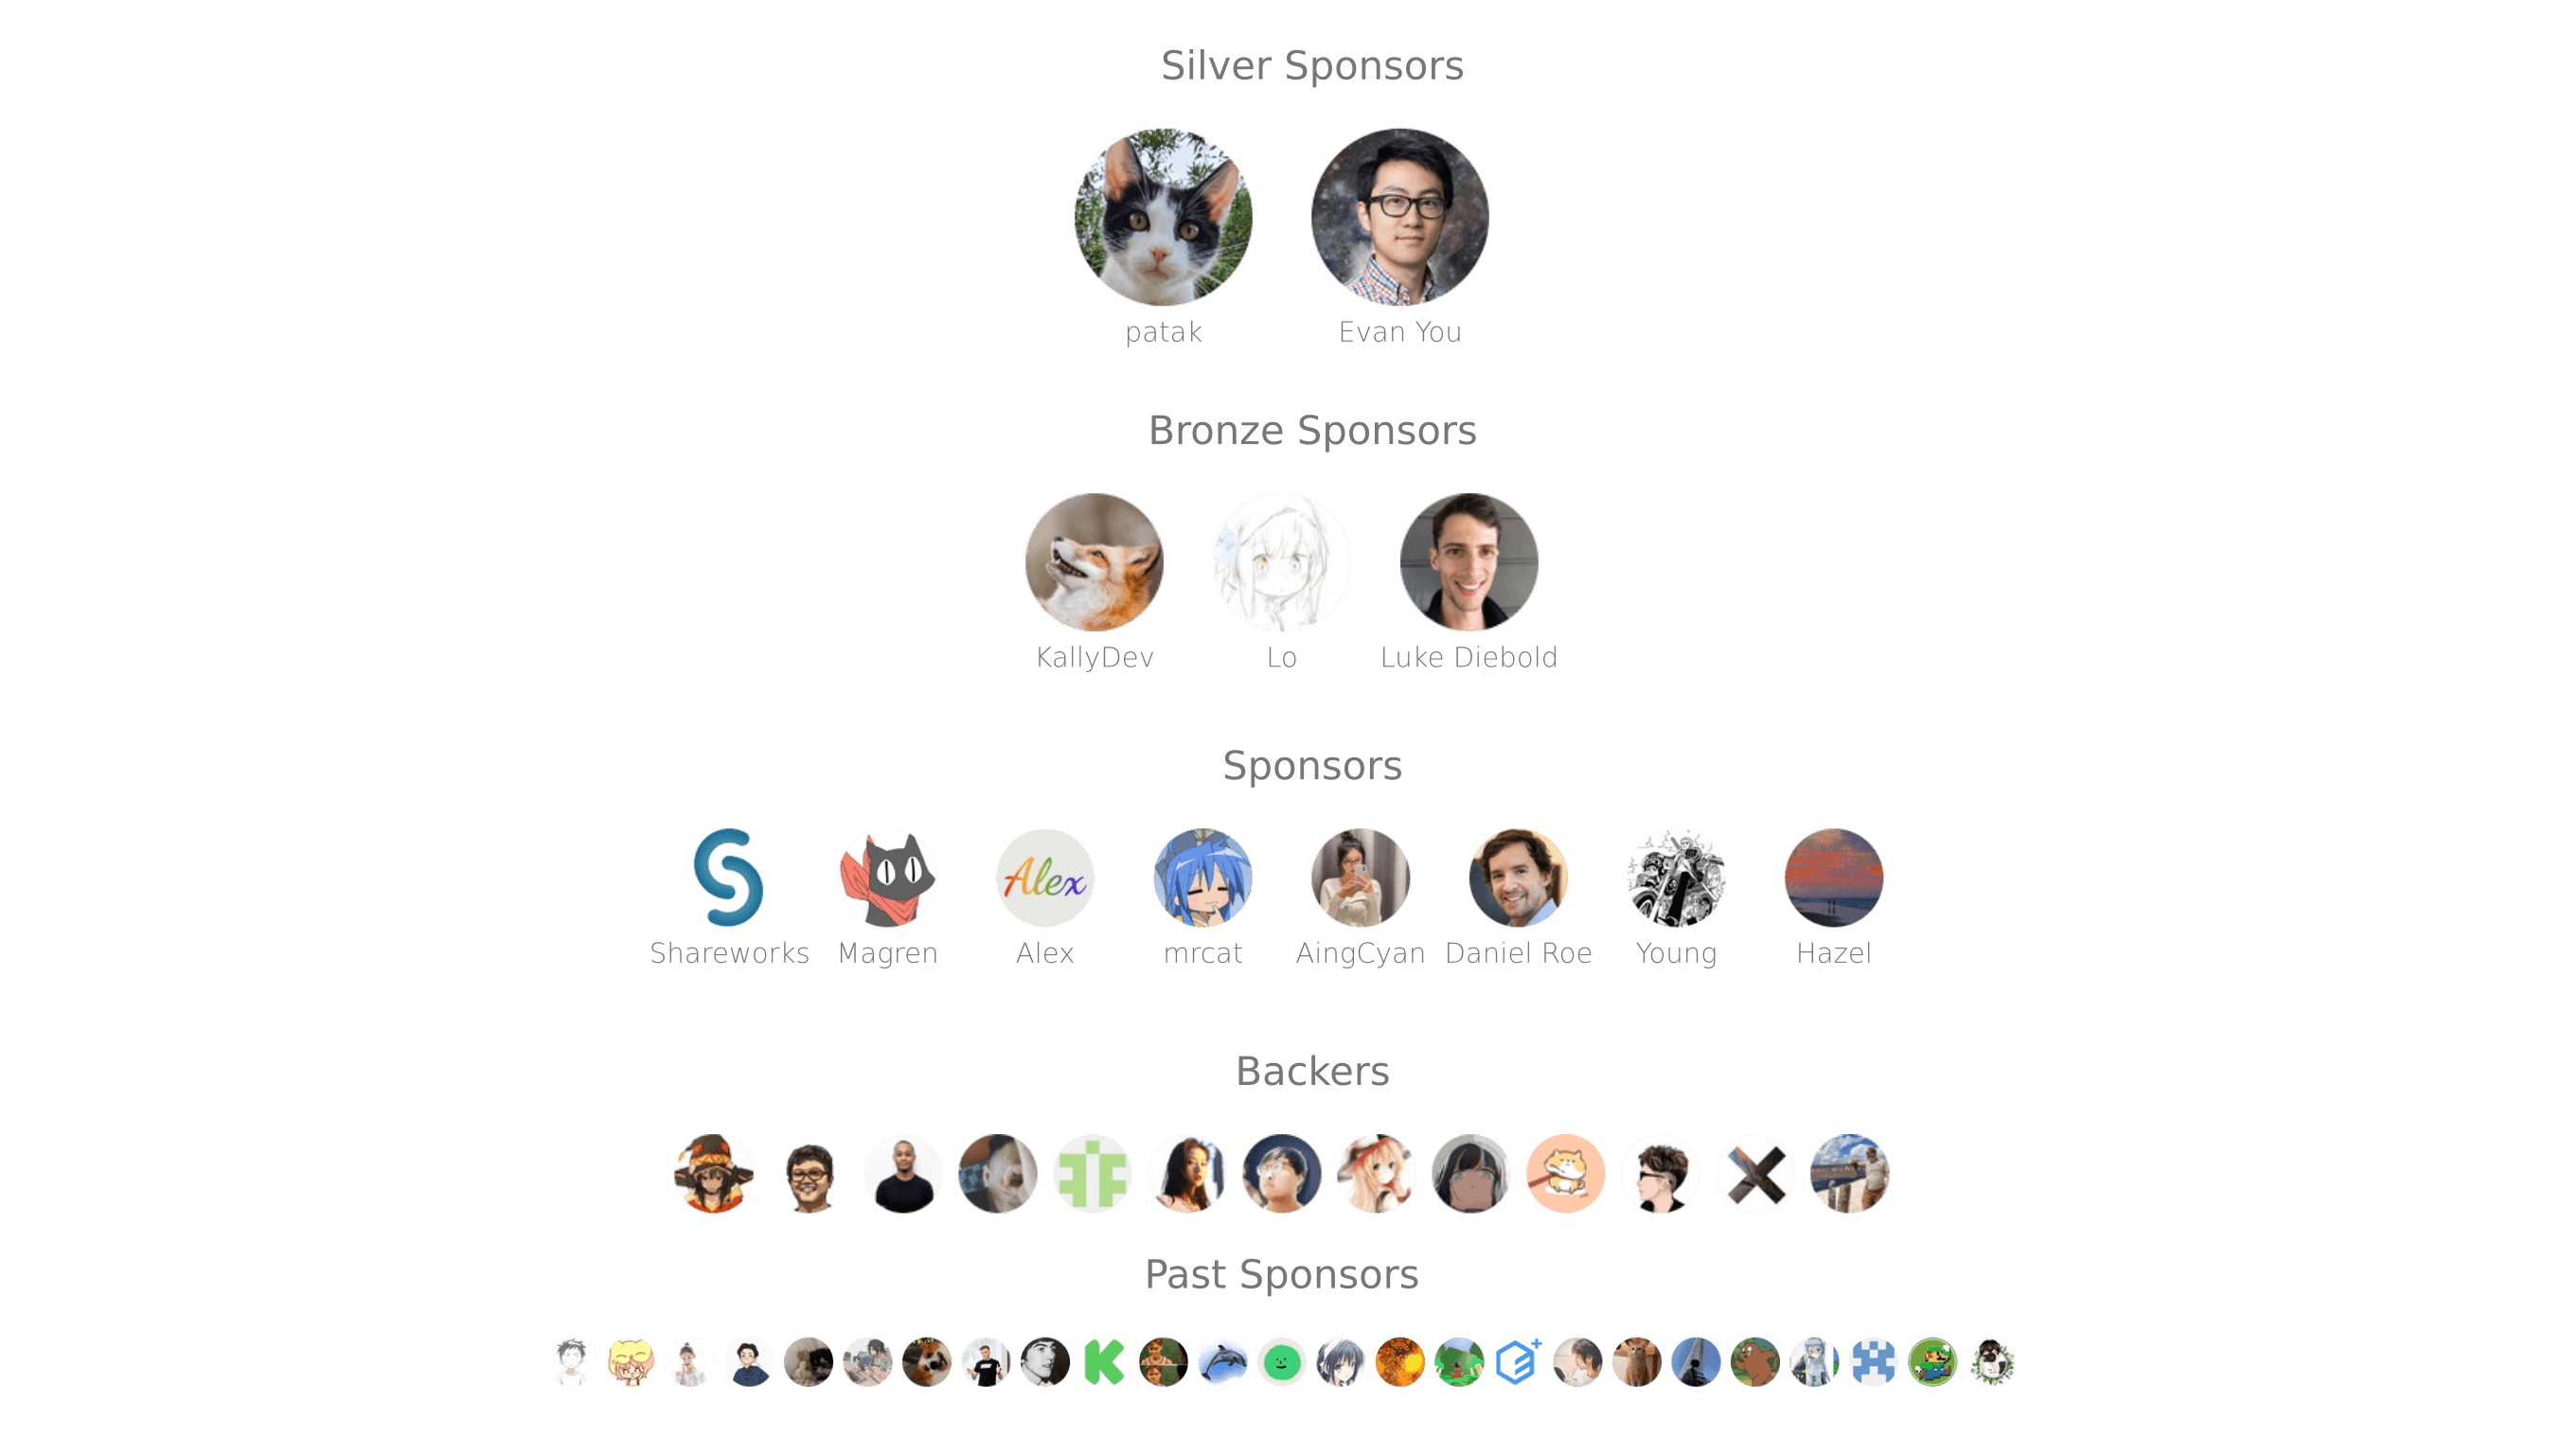 Silver Sponsors
patak
Evan You
Bronze Sponsors
KallyDev
Lo
Luke Diebold
Sponsors
Alex
Shareworks
Magren
Alex
mrcat
AingCyan
Daniel Roe
Young
Hazel
Backers
Past Sponsors